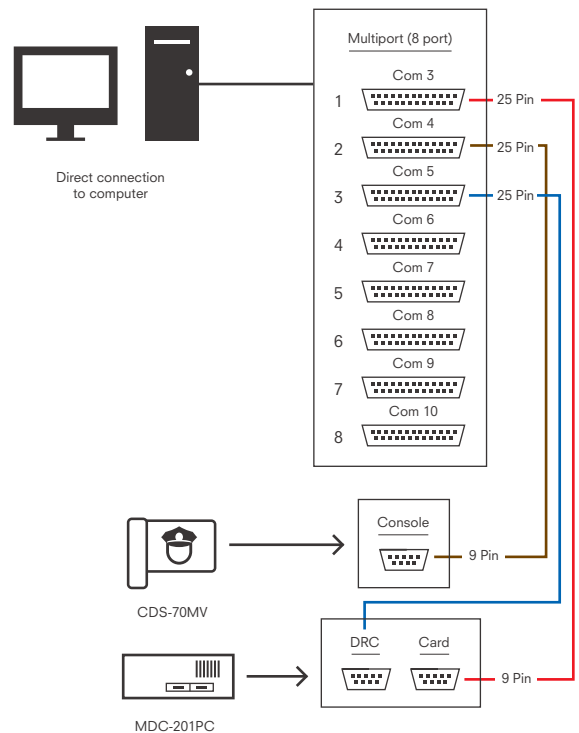 Multiport (8 port)
Com 3
1
25 Pin
Com 4
2
25 Pin
Com 5
3
25 Pin
Com 6
4
Com 7
5
Com 8
6
Com 9
7
Com 10
8
Direct connection
to computer
Console
9 Pin
CDS-70MV
DRC
Card
9 Pin
MDC-201PC